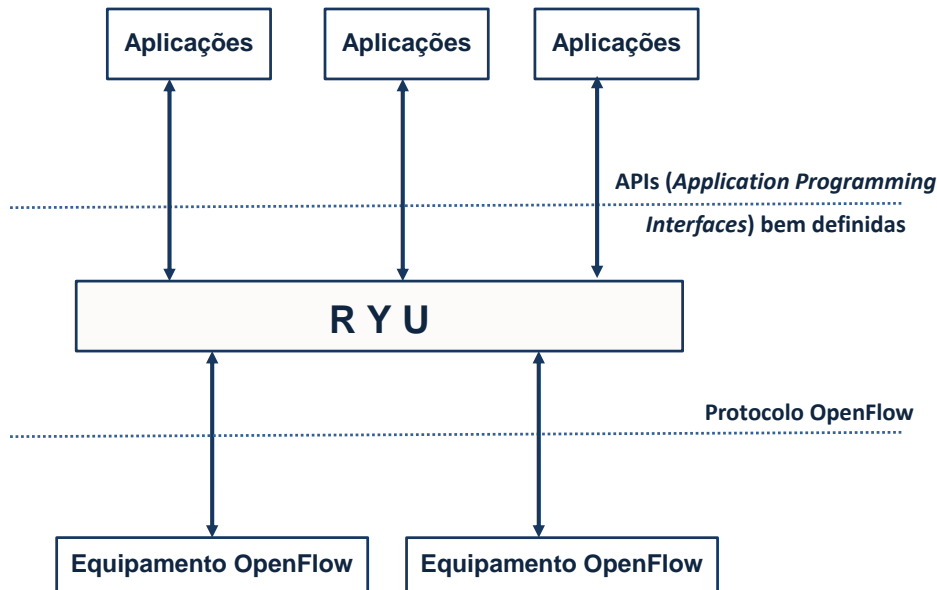 Aplicações
Aplicações
Aplicações
APIs (Application Programming
Interfaces) bem definidas
R Y U
Protocolo OpenFlow
Equipamento OpenFlow
Equipamento OpenFlow